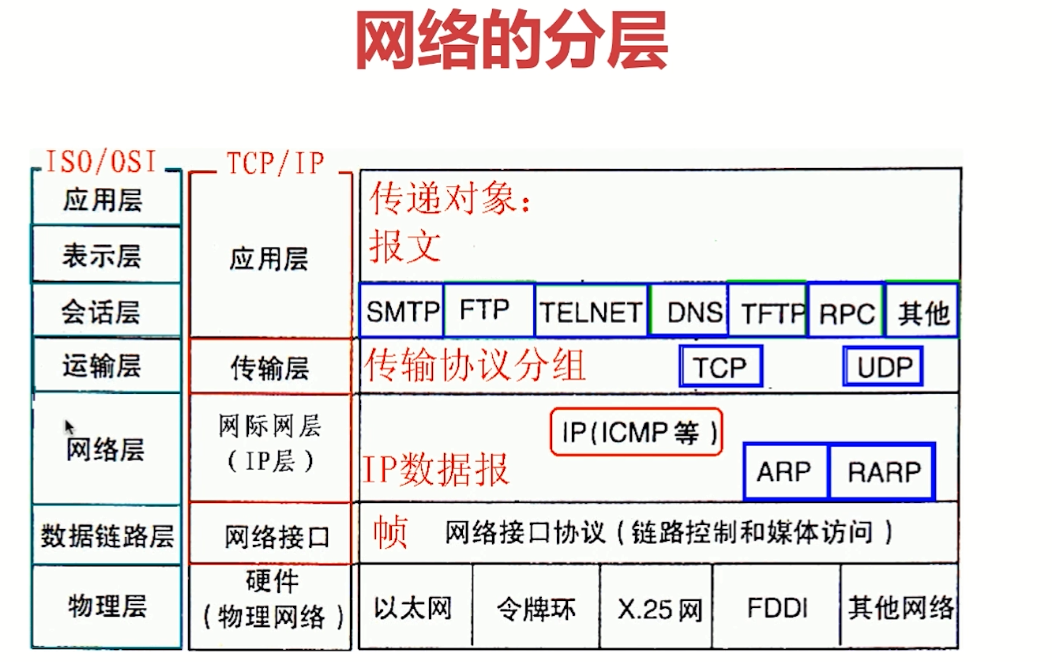 网络的分层
ISO/OSI
TCP/IP
应用层
表示层
会话层
运输层
网络层
数据链路层
物理层
应用层
传输层
网际网层
(IP层)
网络接口
硬件
(物理网络)
传递对象:
报文
SMTP FTP TELNET DNS TFTP RPC 其他
传输协议分组 TCP UDP
IP(ICMP等)
IP数据报 ARP RARP
帧 网络接口协议(链路控制和媒体访问)
以太网 令牌环 X.25网 FDDI 其他网络